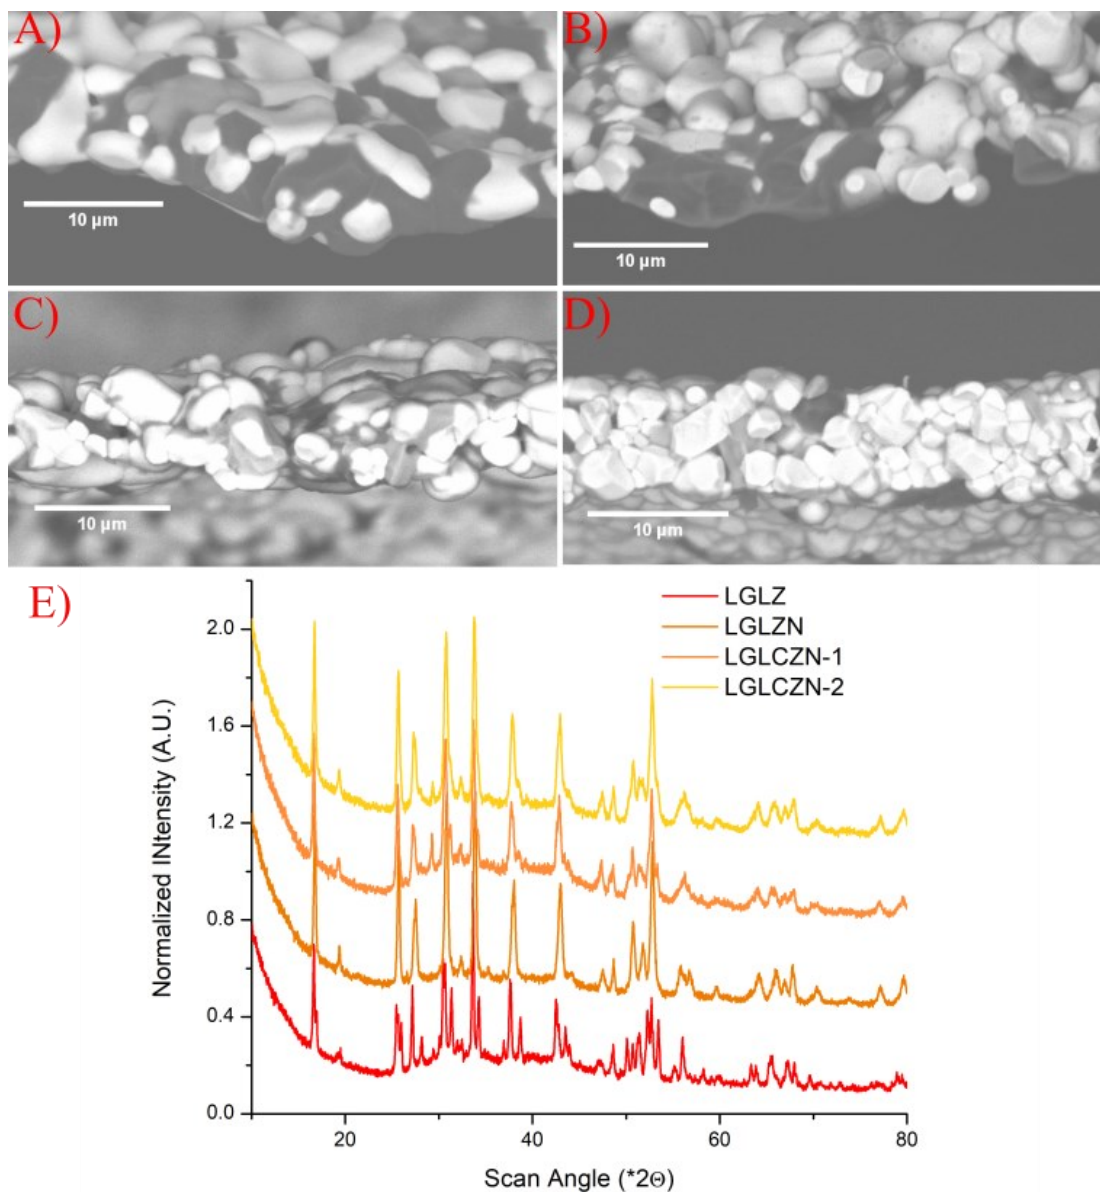 A)
B)
10 µm
10 µm
C)
D)
10 µm
10 µm
E)
LGLZ
LGLZN
LGLCZN-1
LGLCZN-2
2.0
1.6
1.2
0.8
0.4
0.0
Normalized INtensity (A.U.)
20
40
60
80
Scan Angle (*2Θ)